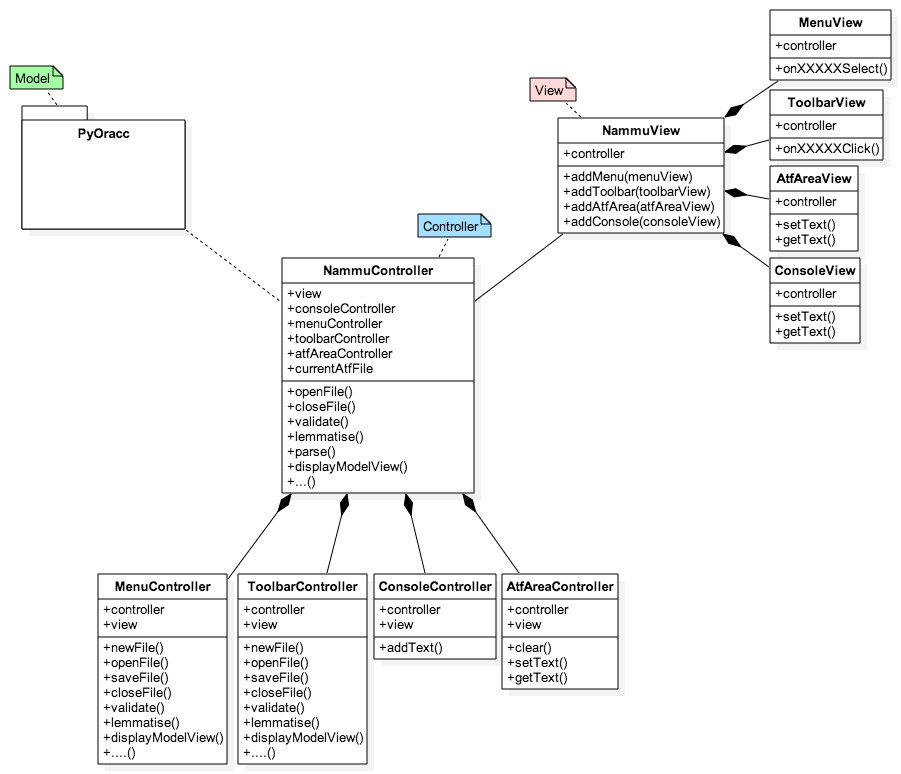 Model
PyOracc
View
NammuView
+controller
+addMenu(menuView)
+addToolbar(toolbarView)
+addAtfArea(atfAreaView)
+addConsole(consoleView)
MenuView
+controller
+onXXXXXSelect()
ToolbarView
+controller
+onXXXXXClick()
AtfAreaView
+controller
+setText()
+getText()
ConsoleView
+controller
+setText()
+getText()
Controller
NammuController
+view
+consoleController
+menuController
+toolbarController
+atfAreaController
+currentAtfFile
+openFile()
+closeFile()
+validate()
+lemmatise()
+parse()
+displayModelView()
+...()
MenuController
+controller
+view
+newFile()
+openFile()
+saveFile()
+closeFile()
+validate()
+lemmatise()
+displayModelView()
+....()
ToolbarController
+controller
+view
+newFile()
+openFile()
+saveFile()
+closeFile()
+validate()
+lemmatise()
+displayModelView()
+....()
ConsoleController
+controller
+view
+addText()
AtfAreaController
+controller
+view
+clear()
+setText()
+getText()